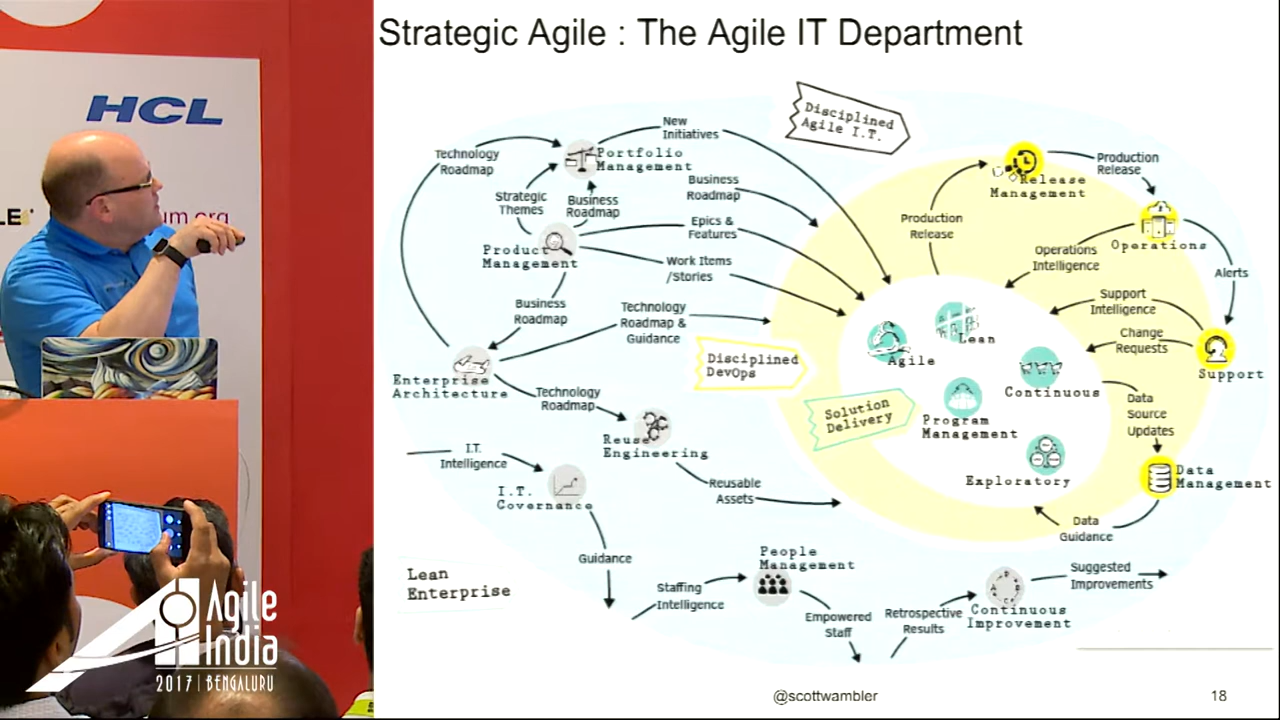 Strategic Agile : The Agile IT Department
HCL
um.org
LE
Disciplined
Agile I.T.
New
Initiatives
Technology
Roadmap
Portfolio
Management
Strategic
Themes
Business
Roadmap
Business
Roadmap
Product
Management
Epics &
Features
Work Items
/Stories
Business
Roadmap
Technology
Roadmap &
Guidance
Enterprise
Architecture
Technology
Roadmap
Reuse
Engineering
Reusable
Assets
I.T.
Intelligence
I.T.
Governance
Guidance
Lean
Enterprise
Staffing
Intelligence
People
Management
Empowered
Staff
Retrospective
Results
Continuous
Improvement
Suggested
Improvements
Disciplined
DevOps
Solution
Delivery
Agile
Lean
Continuous
Program
Management
Exploratory
Production
Release
Release
Management
Production
Release
Operations
Operations
Intelligence
Alerts
Support
Intelligence
Change
Requests
Support
Data
Source
Updates
Data
Management
Data
Guidance
Agile
India
2017 | BENGALURU
@scottwambler
18